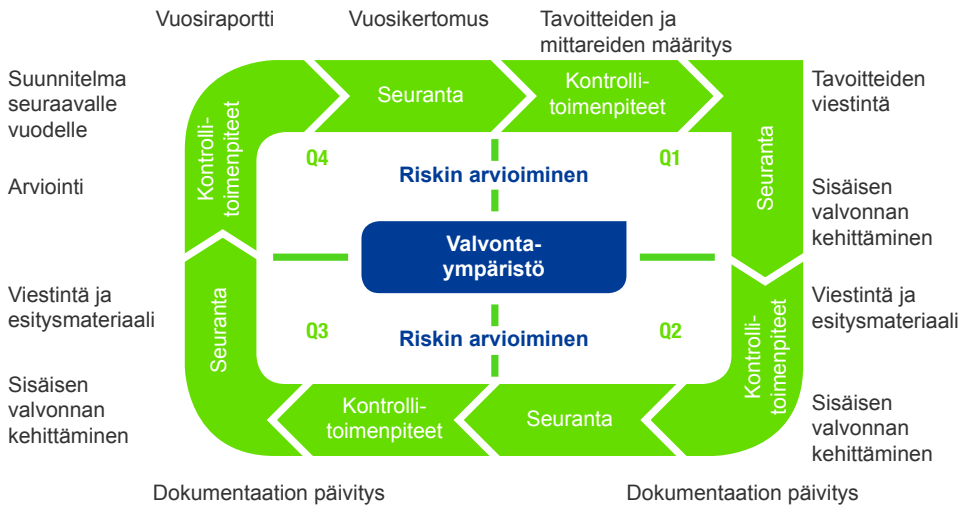 Vuosiraportti
Vuosikertomus
Tavoitteiden ja
mittareiden määritys
Suunnitelma
seuraavalle
vuodelle
Arviointi
Viestintä ja
esitysmateriaali
Sisäisen
valvonnan
kehittäminen
Kontrolli-
toimenpiteet
Seuranta
Kontrolli-
toimenpiteet
Seuranta
Tavoitteiden
viestintä
Sisäisen
valvonnan
kehittäminen
Viestintä ja
esitysmateriaali
Sisäisen
valvonnan
kehittäminen
Q4
Riskin arvioiminen
Q1
Valvonta-
ympäristö
Q3
Riskin arvioiminen
Q2
Seuranta
Kontrolli-
toimenpiteet
Seuranta
Kontrolli-
toimenpiteet
Dokumentaation päivitys
Dokumentaation päivitys